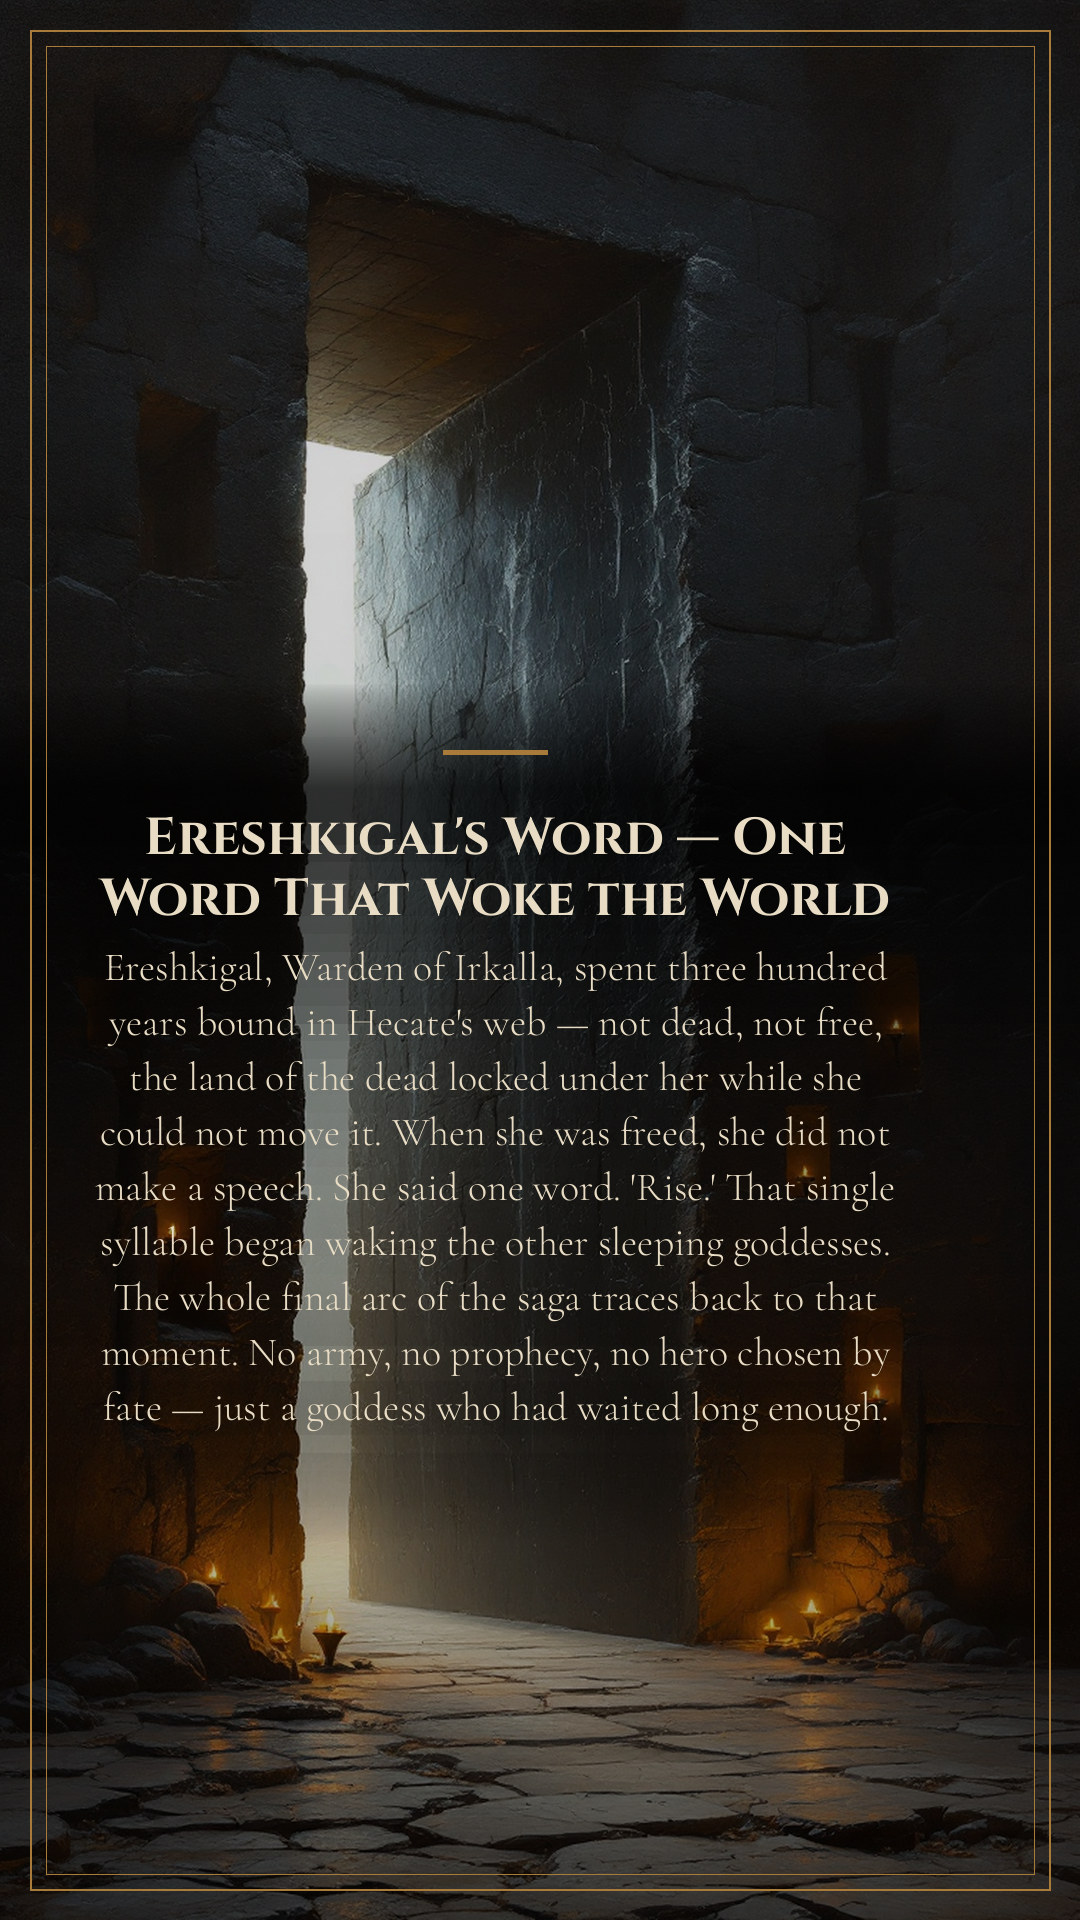 Ereshkigal's Word — One
Word That Woke the World
Ereshkigal, Warden of Irkalla, spent three hundred
years bound in Hecate's web — not dead, not free,
the land of the dead locked under her while she
could not move it. When she was freed, she did not
make a speech. She said one word. 'Rise.' That single
syllable began waking the other sleeping goddesses.
The whole final arc of the saga traces back to that
moment. No army, no prophecy, no hero chosen by
fate — just a goddess who had waited long enough.